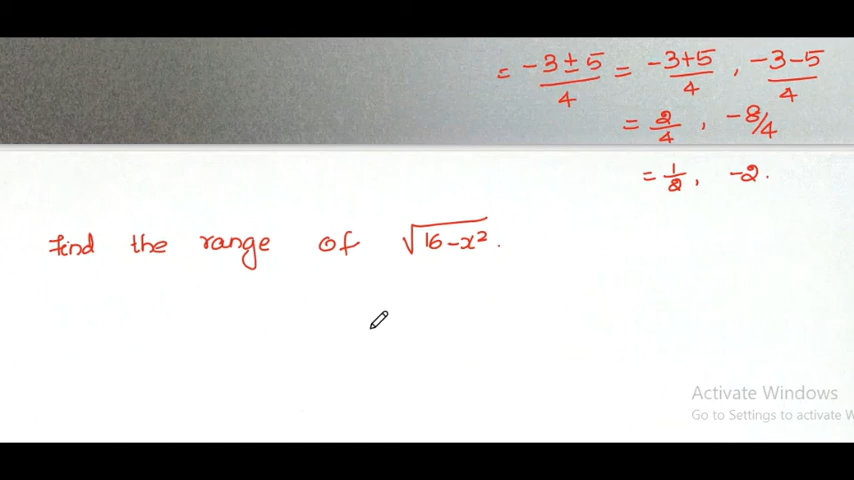 = -3 ± 5 / 4 = -3+5 / 4 , -3-5 / 4
= 2/4 , -8/4
= 1/2 , -2.
Find the range of √(16-x²).
Activate Windows
Go to Settings to activate W